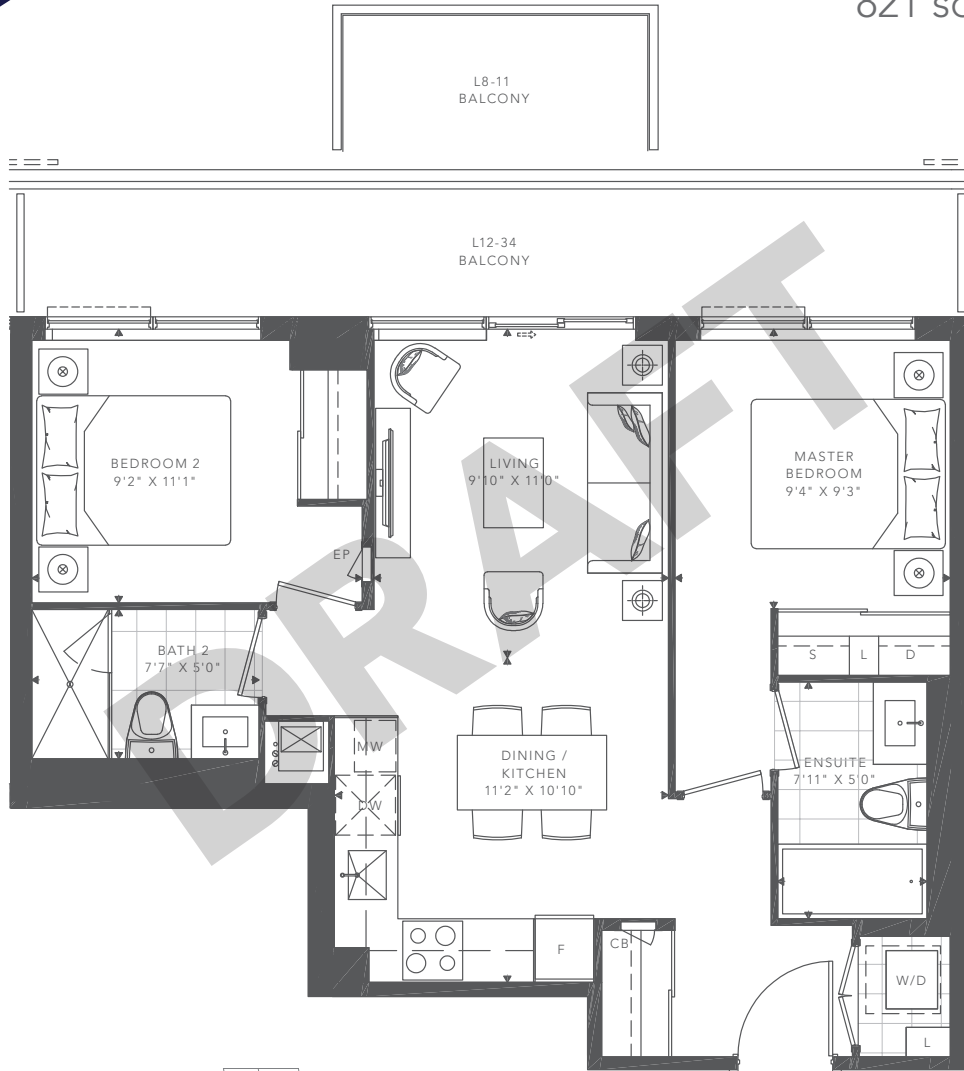 L8-11
BALCONY
L12-34
BALCONY
BEDROOM 2
9'2" X 11'1"
LIVING
9'10" X 11'0"
MASTER
BEDROOM
9'4" X 9'3"
EP
BATH 2
7'7" X 5'0"
S L D
MW
DW
DINING /
KITCHEN
11'2" X 10'10"
ENSUITE
7'11" X 5'0"
F
CB
W/D
L
DRAFT